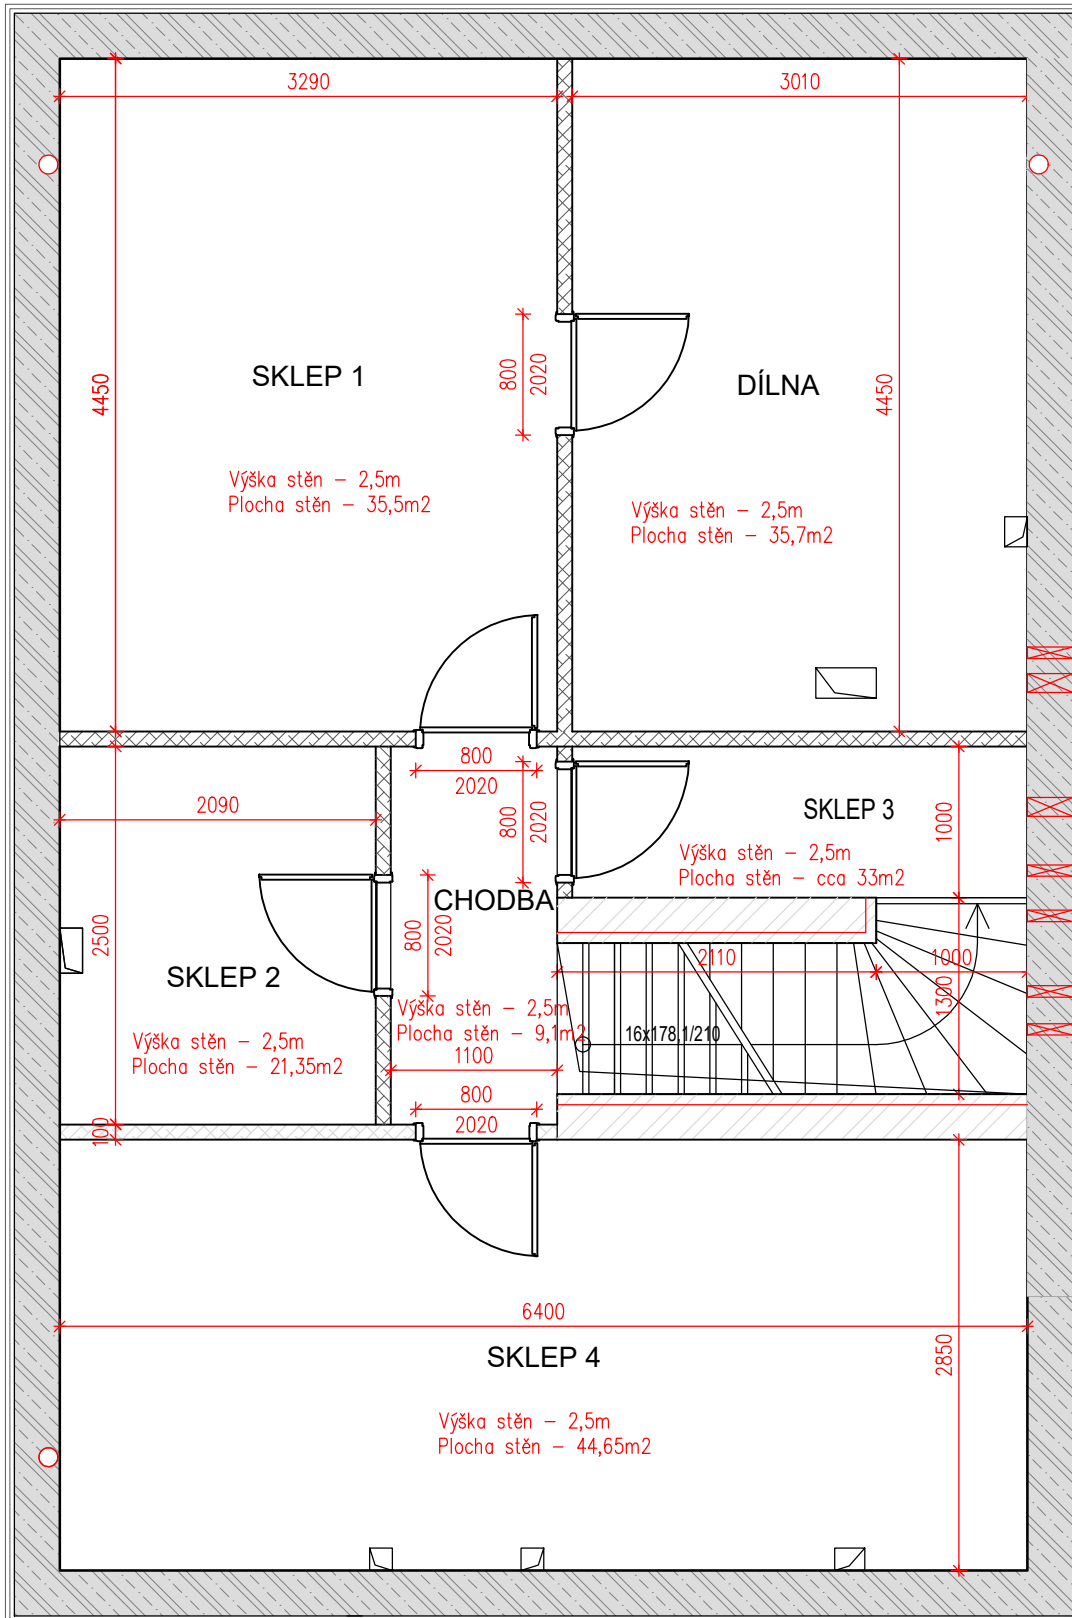 3290
3010
4450
4450
SKLEP 1
800
2020
DÍLNA
Výška stěn – 2,5m
Plocha stěn – 35,5m2
Výška stěn – 2,5m
Plocha stěn – 35,7m2
800
2020
800
2020
2090
SKLEP 3
1000
Výška stěn – 2,5m
Plocha stěn – cca 33m2
CHODBA
2500
800
2020
SKLEP 2
2110
1000
1300
Výška stěn – 2,5m
Plocha stěn – 9,1m2
16x178,1/210
Výška stěn – 2,5m
Plocha stěn – 21,35m2
1100
800
2020
100
6400
SKLEP 4
2850
Výška stěn – 2,5m
Plocha stěn – 44,65m2